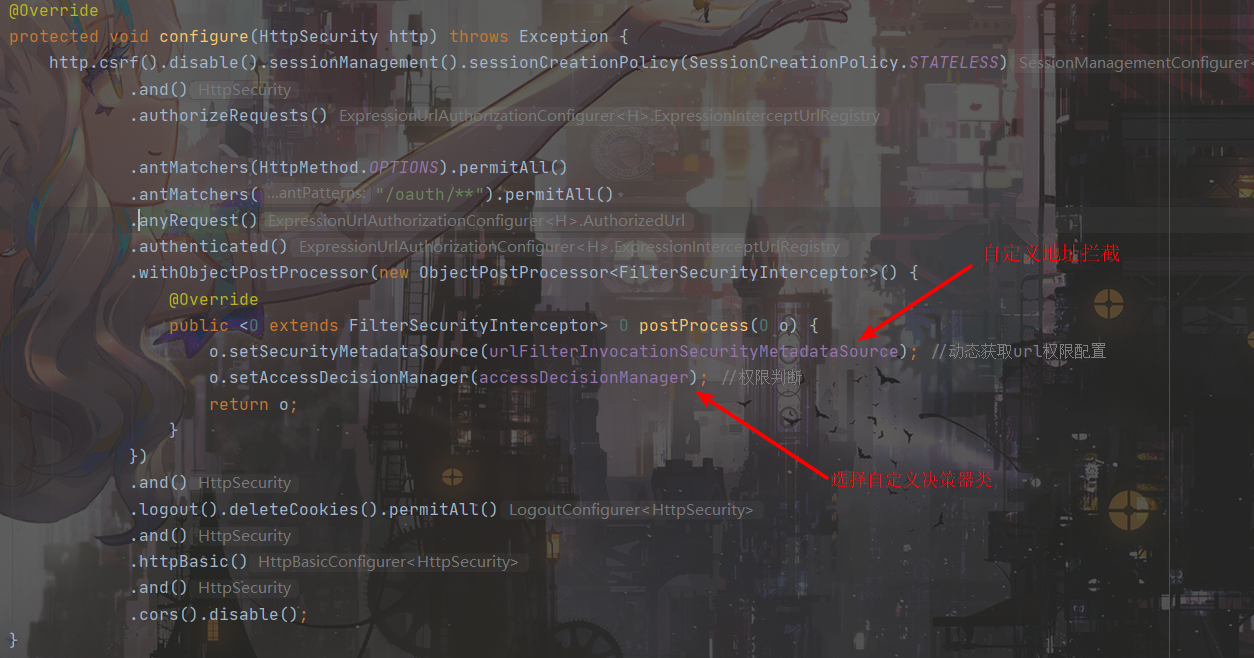 @Override
protected void configure(HttpSecurity http) throws Exception {
http.csrf().disable().sessionManagement().sessionCreationPolicy(SessionCreationPolicy.STATELESS) SessionManagementConfigurer<
.and() HttpSecurity
.authorizeRequests() ExpressionUrlAuthorizationConfigurer<H>.ExpressionInterceptUrlRegistry
.antMatchers(HttpMethod.OPTIONS).permitAll()
.antMatchers( ...antPatterns: "/oauth/**").permitAll()
.anyRequest() ExpressionUrlAuthorizationConfigurer<H>.AuthorizedUrl
.authenticated() ExpressionUrlAuthorizationConfigurer<H>.ExpressionInterceptUrlRegistry
自定义地址拦截
.withObjectPostProcessor(new ObjectPostProcessor<FilterSecurityInterceptor>() {
@Override
public <O extends FilterSecurityInterceptor> O postProcess(O o) {
o.setSecurityMetadataSource(urlFilterInvocationSecurityMetadataSource); //动态获取url权限配置
o.setAccessDecisionManager(accessDecisionManager); //权限判断
return o;
}
})
.and() HttpSecurity
选择自定义决策器类
.logout().deleteCookies().permitAll() LogoutConfigurer<HttpSecurity>
.and() HttpSecurity
.httpBasic() HttpBasicConfigurer<HttpSecurity>
.and() HttpSecurity
.cors().disable();
}